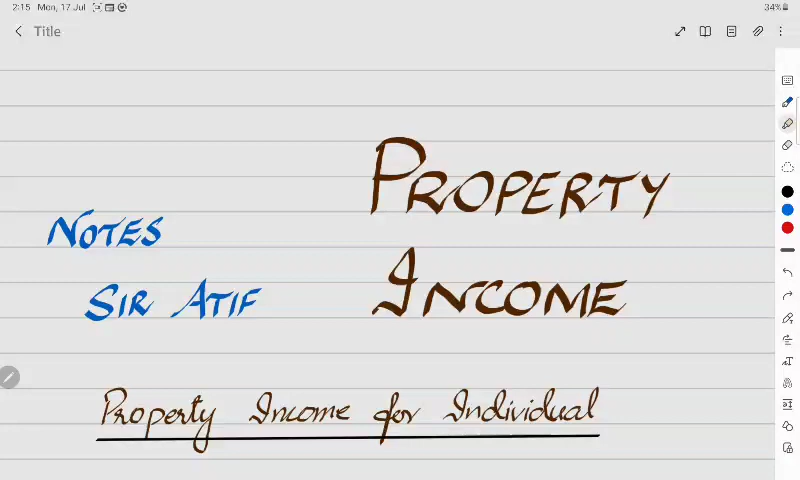 2:15 Mon, 17 Jul
34%
Title
PROPERTY
INCOME
NOTES
SIR ATIF
Property Income for Individual